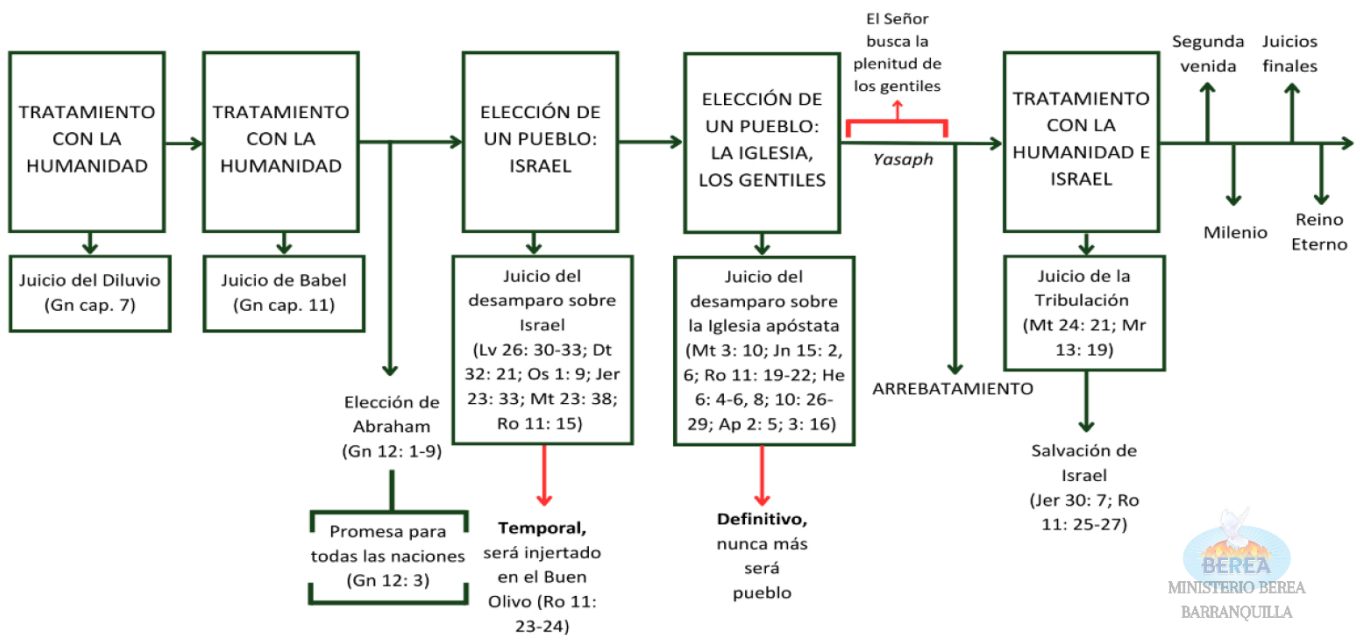 TRATAMIENTO
CON LA
HUMANIDAD
Juicio del Diluvio
(Gn cap. 7)
TRATAMIENTO
CON LA
HUMANIDAD
Juicio de Babel
(Gn cap. 11)
Elección de
Abraham
(Gn 12: 1-9)
Promesa para
todas las naciones
(Gn 12: 3)
ELECCIÓN DE
UN PUEBLO:
ISRAEL
Juicio del
desamparo sobre
Israel
(Lv 26: 30-33; Dt
32: 21; Os 1: 9; Jer
23: 33; Mt 23: 38;
Ro 11: 15)
Temporal,
será injertado
en el Buen
Olivo (Ro 11:
23-24)
ELECCIÓN DE
UN PUEBLO:
LA IGLESIA,
LOS GENTILES
Juicio del
desamparo sobre
la Iglesia apóstata
(Mt 3: 10; Jn 15: 2,
6; Ro 11: 19-22; He
6: 4-6, 8; 10: 26-
29; Ap 2: 5; 3: 16)
Definitivo,
nunca más
será
pueblo
El Señor
busca la
plenitud de
los gentiles
Yasaph
ARREBATAMIENTO
TRATAMIENTO
CON LA
HUMANIDAD E
ISRAEL
Juicio de la
Tribulación
(Mt 24: 21; Mr
13: 19)
Salvación de
Israel
(Jer 30: 7; Ro
11: 25-27)
Segunda
venida
Milenio
Juicios
finales
Reino
Eterno
BEREA
MINISTERIO BEREA
BARRANQUILLA